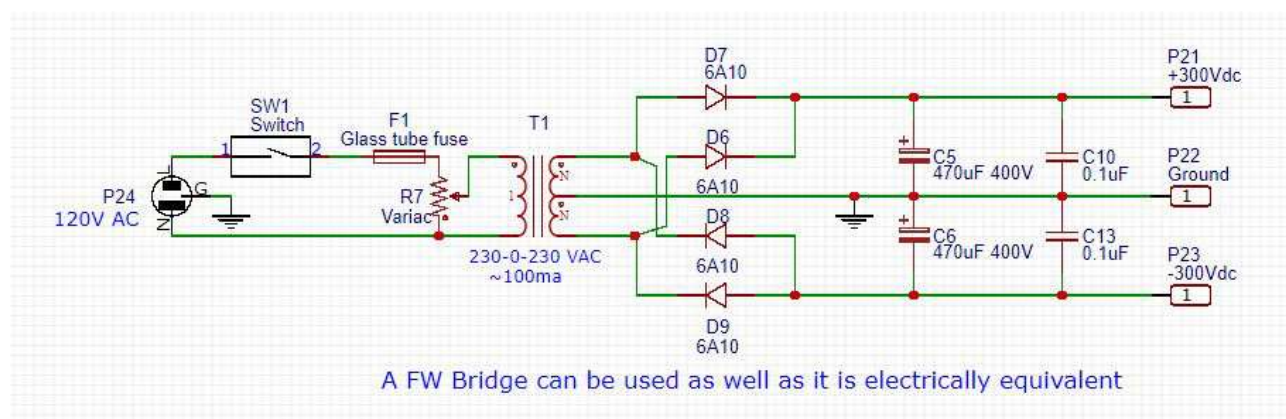 D7
6A10
P21
+300Vdc
1
SW1
Switch
F1
Glass tube fuse
T1
D6
6A10
1
2
L
G
N
P24
120V AC
R7
Variac
1
N
N
C5
470uF 400V
+
C10
0.1uF
P22
Ground
1
D8
6A10
C6
470uF 400V
+
C13
0.1uF
230-0-230 VAC
~100ma
P23
-300Vdc
1
D9
6A10
A FW Bridge can be used as well as it is electrically equivalent